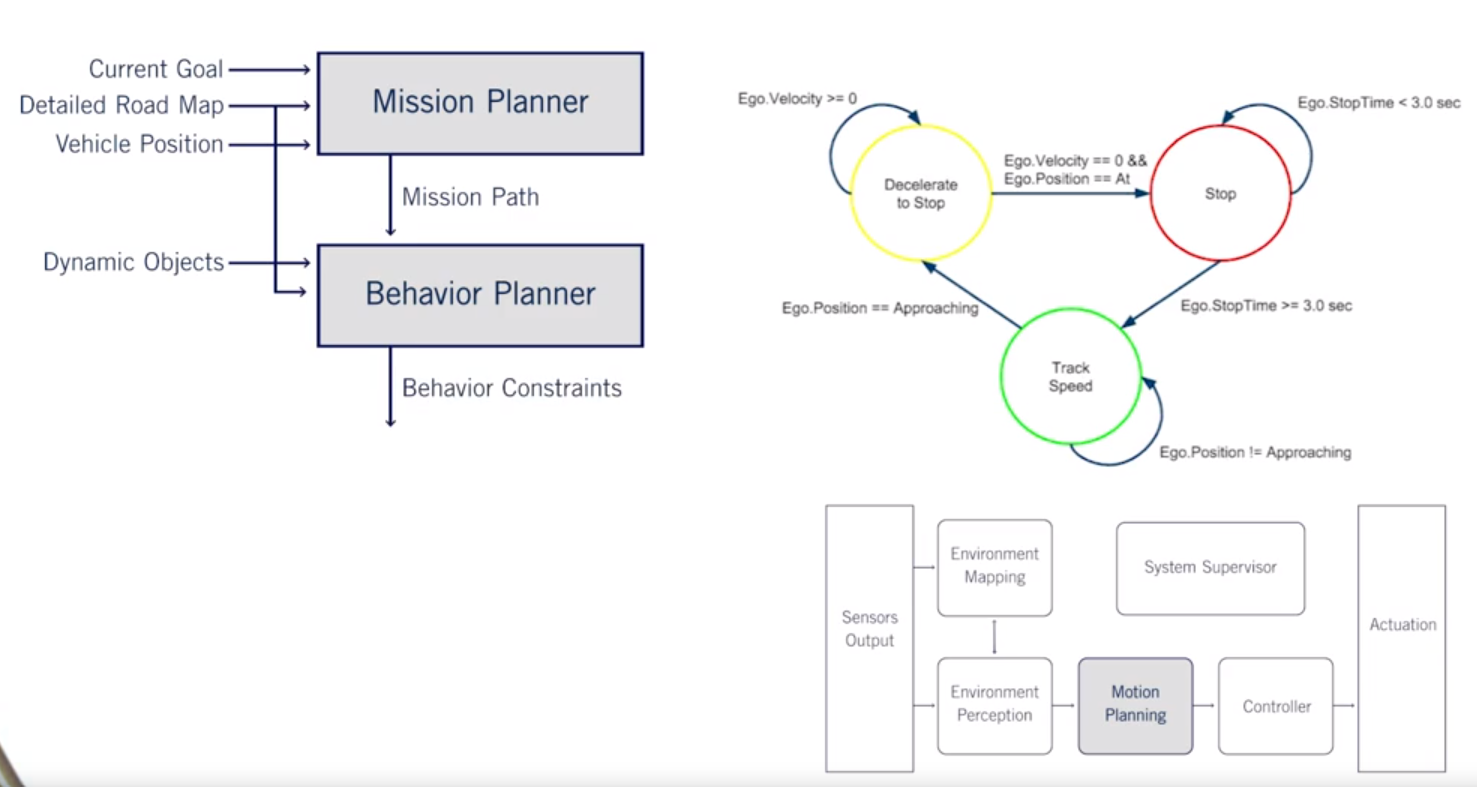 Current Goal
Detailed Road Map
Vehicle Position
Mission Planner
Mission Path
Dynamic Objects
Behavior Planner
Behavior Constraints
Ego.Velocity >= 0
Ego.StopTime < 3.0 sec
Decelerate
to Stop
Ego.Velocity == 0 &&
Ego.Position == At
Stop
Ego.Position == Approaching
Ego.StopTime >= 3.0 sec
Track
Speed
Ego.Position != Approaching
Sensors
Output
Environment
Mapping
System Supervisor
Actuation
Environment
Perception
Motion
Planning
Controller